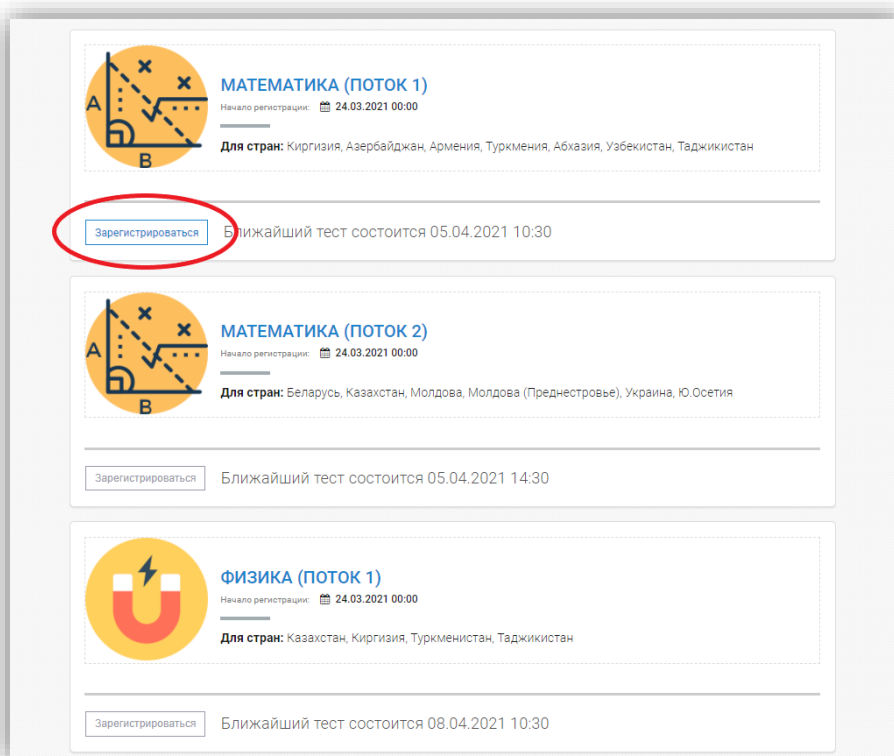 МАТЕМАТИКА (ПОТОК 1)
Начало регистрации: 24.03.2021 00:00
A
Для стран: Киргизия, Азербайджан, Армения, Туркмения, Абхазия, Узбекистан, Таджикистан
B
Зарегистрироваться Ближайший тест состоится 05.04.2021 10:30
МАТЕМАТИКА (ПОТОК 2)
Начало регистрации: 24.03.2021 00:00
A
Для стран: Беларусь, Казахстан, Молдова, Молдова (Преднестровье), Украина, Ю.Осетия
B
Зарегистрироваться Ближайший тест состоится 05.04.2021 14:30
ФИЗИКА (ПОТОК 1)
Начало регистрации: 24.03.2021 00:00
Для стран: Казахстан, Киргизия, Туркменистан, Таджикистан
Зарегистрироваться Ближайший тест состоится 08.04.2021 10:30